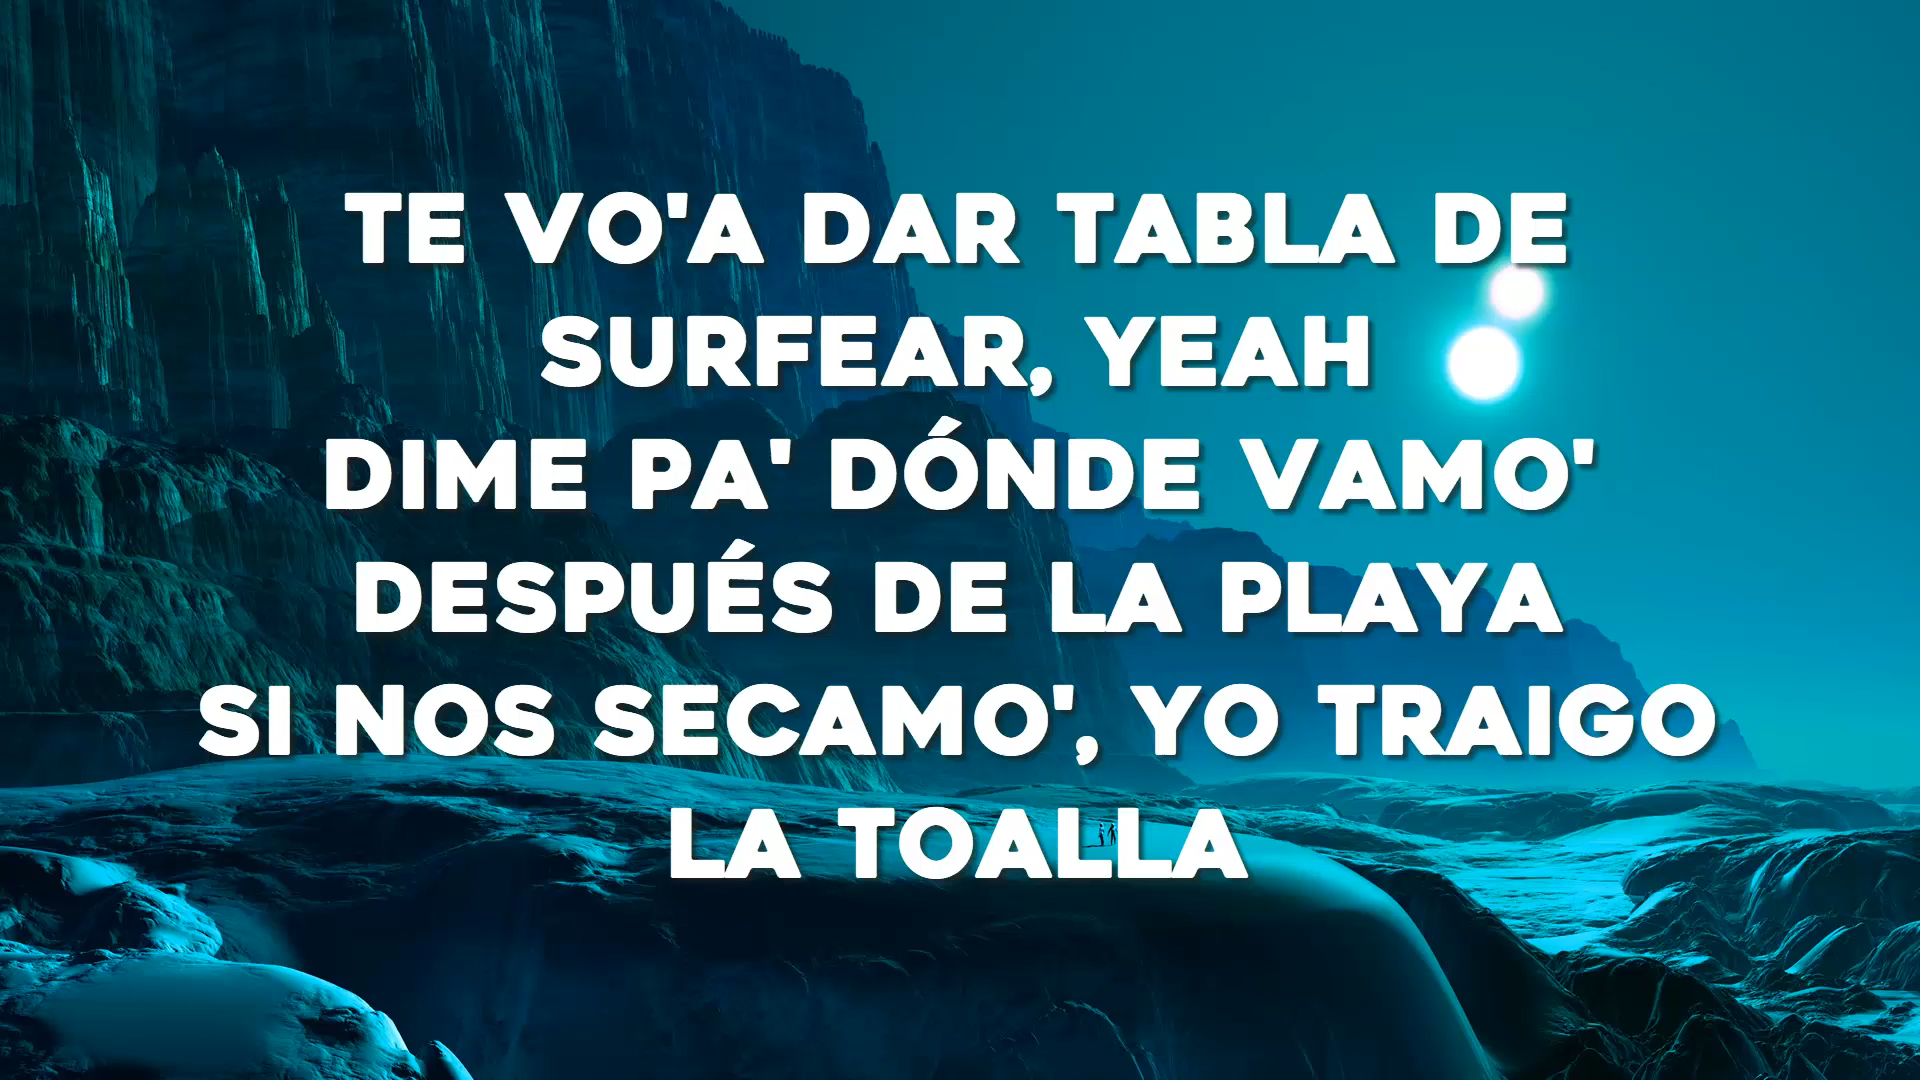 TE VO'A DAR TABLA DE
SURFEAR, YEAH
DIME PA' DÓNDE VAMO'
DESPUÉS DE LA PLAYA
SI NOS SECAMO', YO TRAIGO
LA TOALLA